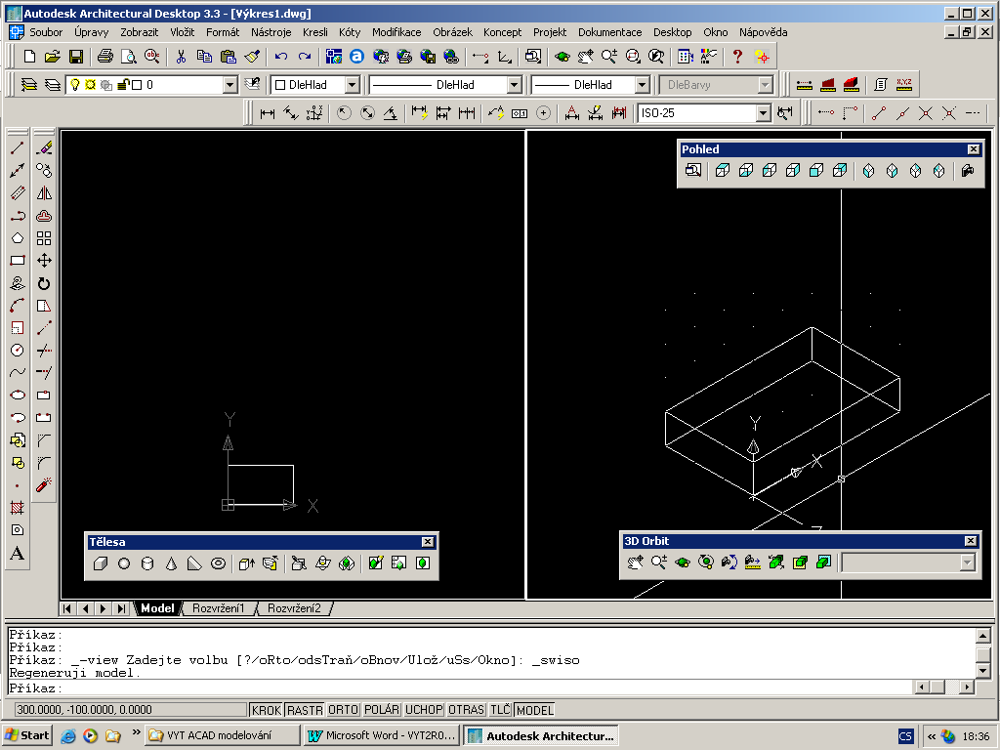 Autodesk Architectural Desktop 3.3 - [Výkres1.dwg]
Soubor Úpravy Zobrazit Vložit Formát Nástroje Kresli Kóty Modifikace Obrázek Koncept Projekt Dokumentace Desktop Okno Nápověda
0 DleHlad DleHlad DleHlad DleBarvy
ISO-25
Pohled
Y
X
Y
X
Z
Tělesa
3D Orbit
A
Model Rozvržení1 Rozvržení2
Příkaz:
Příkaz:
Příkaz: _-view Zadejte volbu [?/oRto/odsTraň/oBnov/Ulož/uSs/Okno]: _swiso
Regeneruji model.
Příkaz:
300.0000, -100.0000, 0.0000 KROK RASTR ORTO POLÁR UCHOP OTRAS TLČ MODEL
Start » VYT ACAD modelování Microsoft Word - VYT2R0... Autodesk Architectur... CS « 18:36